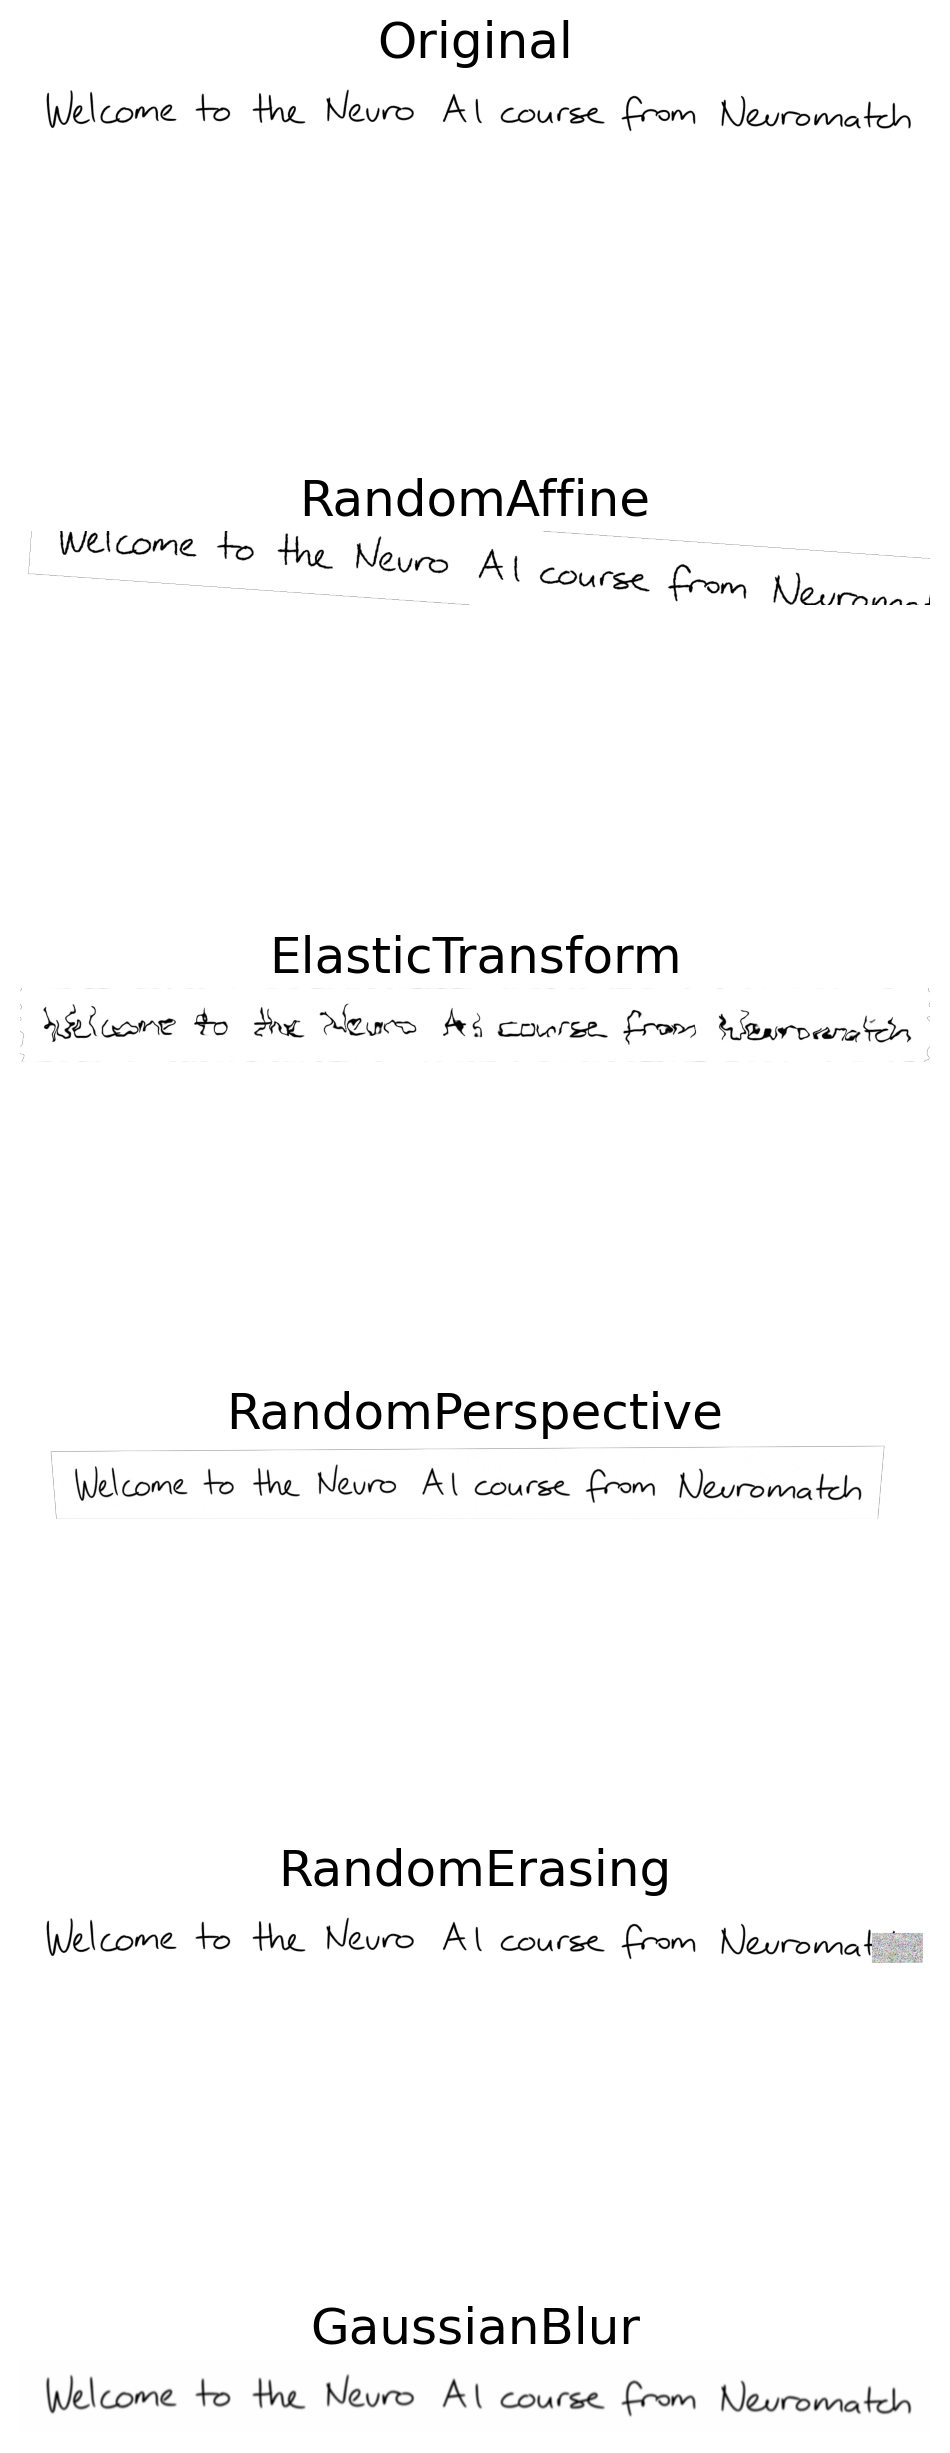 Original
Welcome to the Neuro AI course from Neuromatch
RandomAffine
Welcome to the Neuro AI course from Neuromat
ElasticTransform
Welcome to the Neuro AI course from Neuromatch
RandomPerspective
Welcome to the Neuro AI course from Neuromatch
RandomErasing
Welcome to the Neuro AI course from Neuromat
GaussianBlur
Welcome to the Neuro AI course from Neuromatch